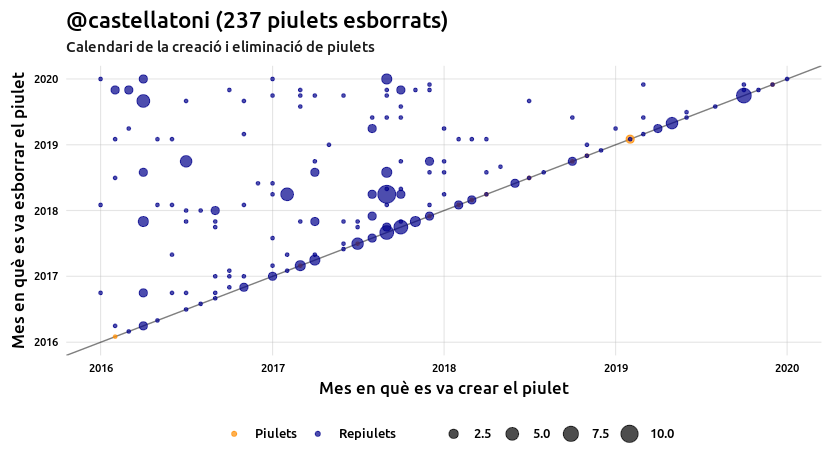 @castellatoni (237 piulets esborrats)
Calendari de la creació i eliminació de piulets
Mes en què es va esborrar el piulet
2020
2019
2018
2017
2016
2016 2017 2018 2019 2020
Mes en què es va crear el piulet
Piulets Repiulets 2.5 5.0 7.5 10.0